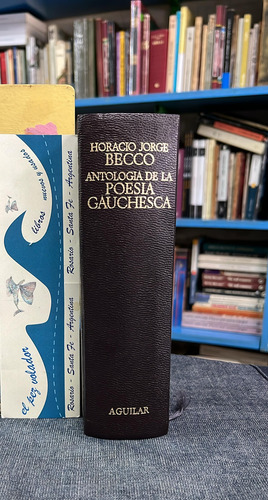 HORACIO JORGE
BECCO
ANTOLOGIA DE LA
POESIA
GAUCHESCA
AGUILAR
libros nuevos y usados
el pez volador
Rosario - Santa Fe - Argentina
Rosario - Santa Fe - Argentina